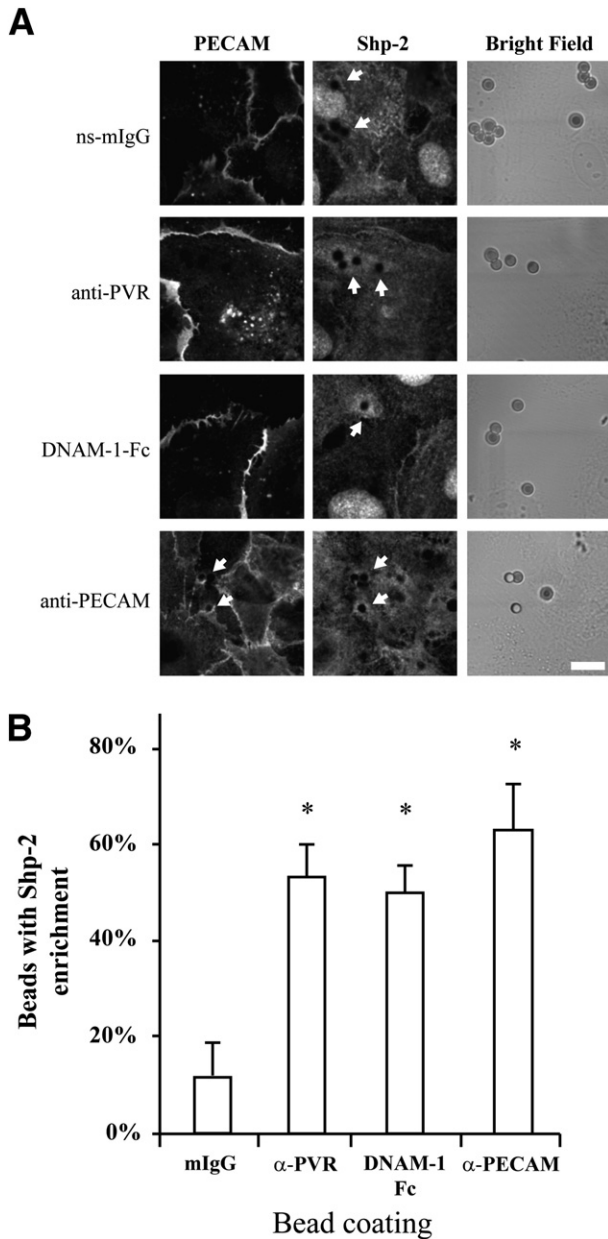 A
PECAM Shp-2 Bright Field
ns-mIgG
anti-PVR
DNAM-1-Fc
anti-PECAM
B
80%
60%
40%
20%
0%
Beads with Shp-2
enrichment
* * *
mIgG α-PVR DNAM-1 α-PECAM
Fc
Bead coating